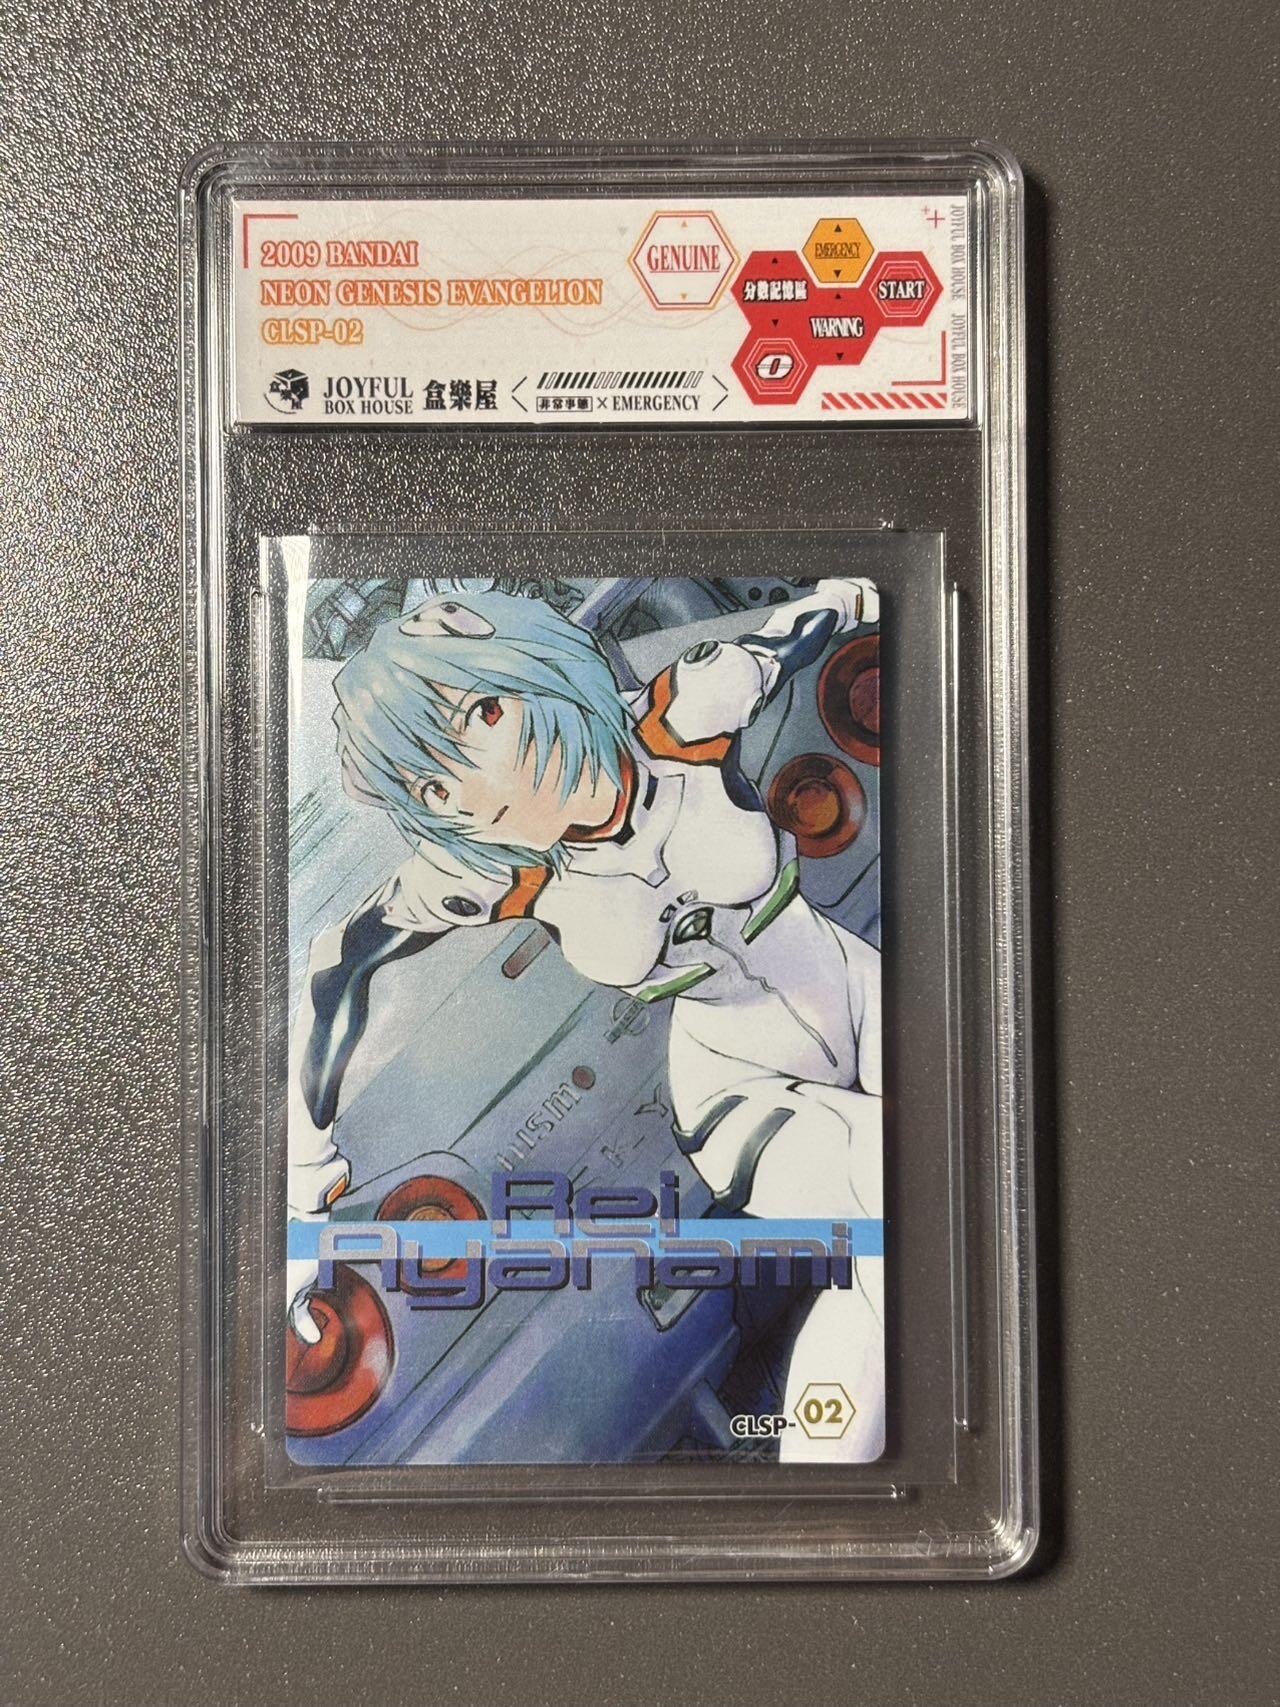 2009 BANDAI
NEON GENESIS EVANGELION
CLSP-02
GENUINE
EMERGENCY
分數記憶區
START
WARNING
0
JOYFUL
BOX HOUSE
盒樂屋
非常事態 × EMERGENCY
JOYFUL BOX HOUSE JOYFUL BOX HOUSE
nismo
Rei
Ayanami
CLSP-02